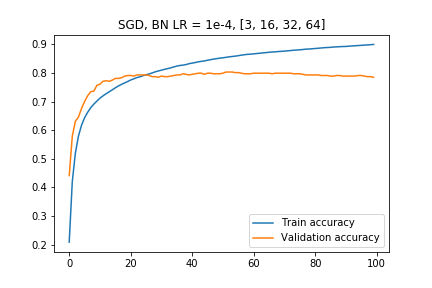 SGD, BN LR = 1e-4, [3, 16, 32, 64]
0.9
0.8
0.7
0.6
0.5
0.4
0.3
0.2
Train accuracy
Validation accuracy
0 20 40 60 80 100